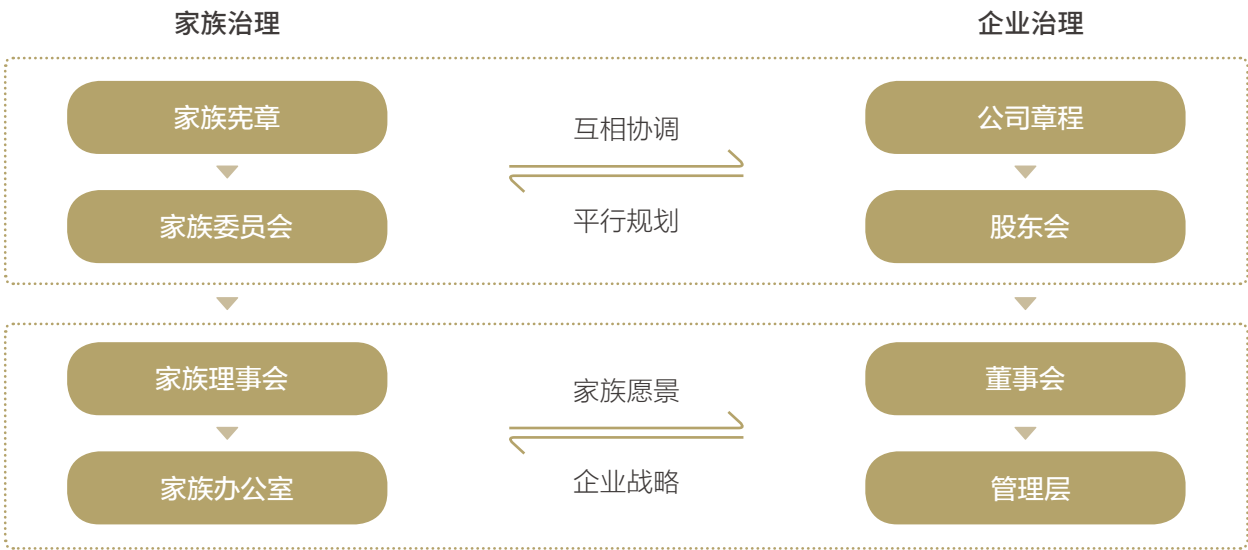 家族治理
企业治理
家族宪章
互相协调
公司章程
家族委员会
平行规划
股东会
家族理事会
家族愿景
董事会
家族办公室
企业战略
管理层